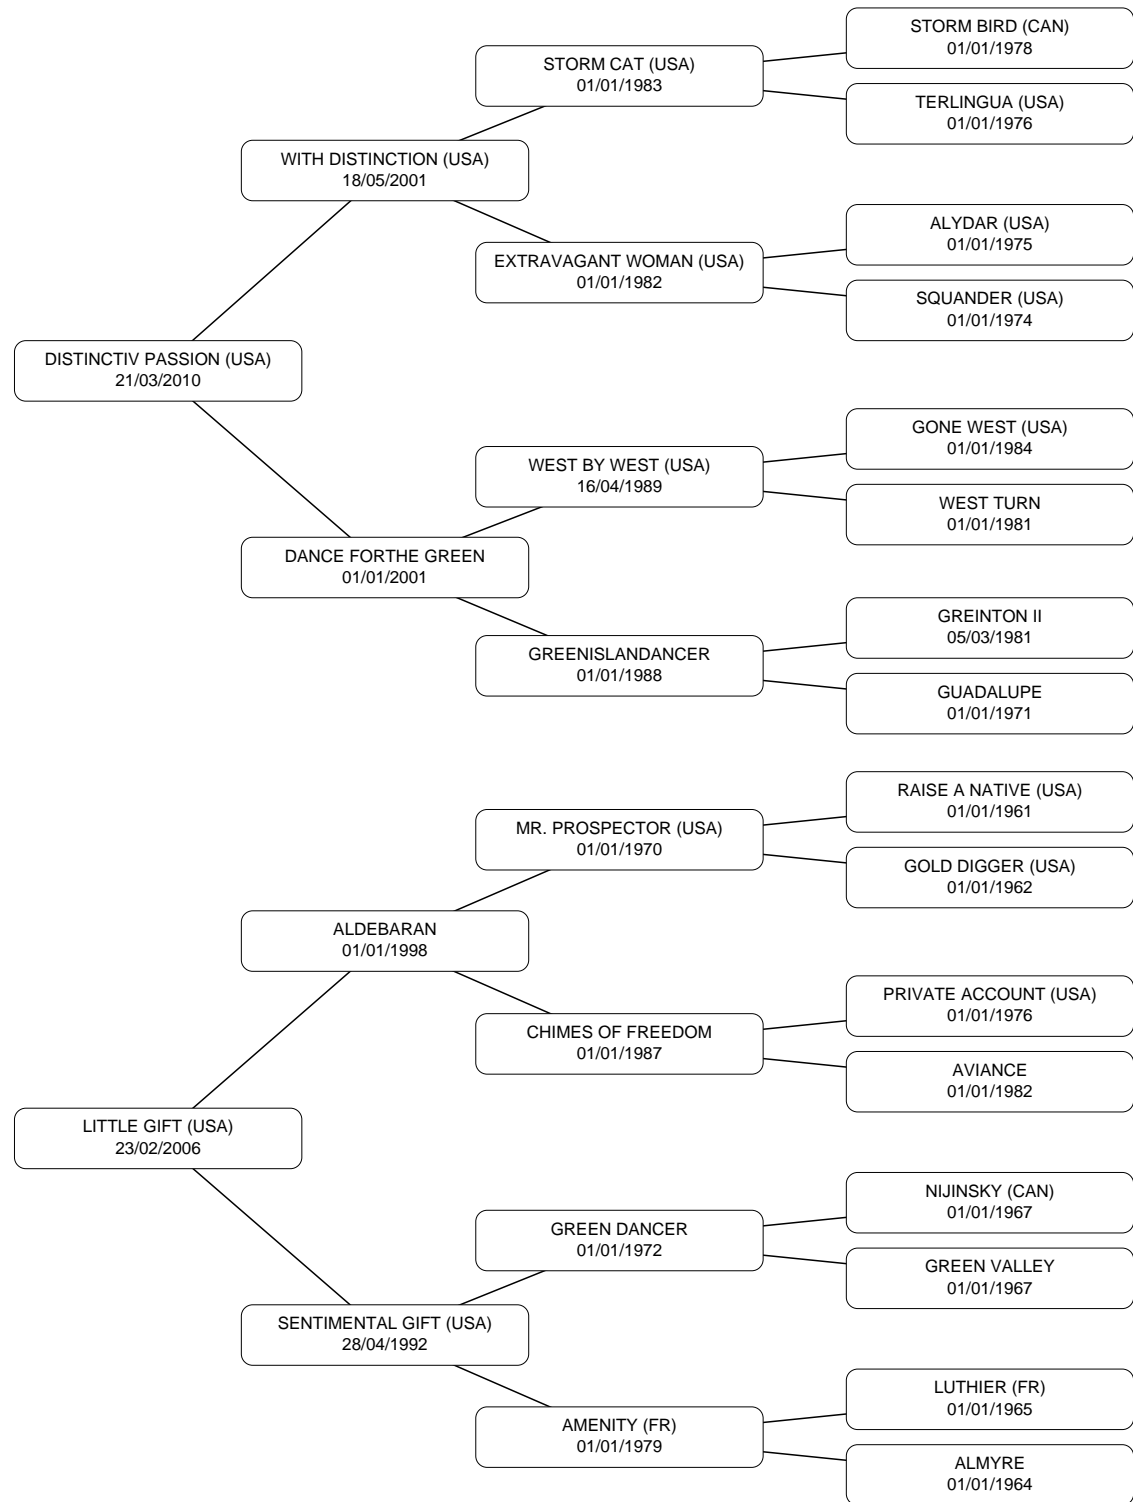 STORM BIRD (CAN)
01/01/1978
STORM CAT (USA)
01/01/1983
TERLINGUA (USA)
01/01/1976
WITH DISTINCTION (USA)
18/05/2001
ALYDAR (USA)
01/01/1975
EXTRAVAGANT WOMAN (USA)
01/01/1982
SQUANDER (USA)
01/01/1974
DISTINCTIV PASSION (USA)
21/03/2010
GONE WEST (USA)
01/01/1984
WEST BY WEST (USA)
16/04/1989
WEST TURN
01/01/1981
DANCE FORTHE GREEN
01/01/2001
GREINTON II
05/03/1981
GREENISLANDANCER
01/01/1988
GUADALUPE
01/01/1971
RAISE A NATIVE (USA)
01/01/1961
MR. PROSPECTOR (USA)
01/01/1970
GOLD DIGGER (USA)
01/01/1962
ALDEBARAN
01/01/1998
PRIVATE ACCOUNT (USA)
01/01/1976
CHIMES OF FREEDOM
01/01/1987
AVIANCE
01/01/1982
LITTLE GIFT (USA)
23/02/2006
NIJINSKY (CAN)
01/01/1967
GREEN DANCER
01/01/1972
GREEN VALLEY
01/01/1967
SENTIMENTAL GIFT (USA)
28/04/1992
LUTHIER (FR)
01/01/1965
AMENITY (FR)
01/01/1979
ALMYRE
01/01/1964